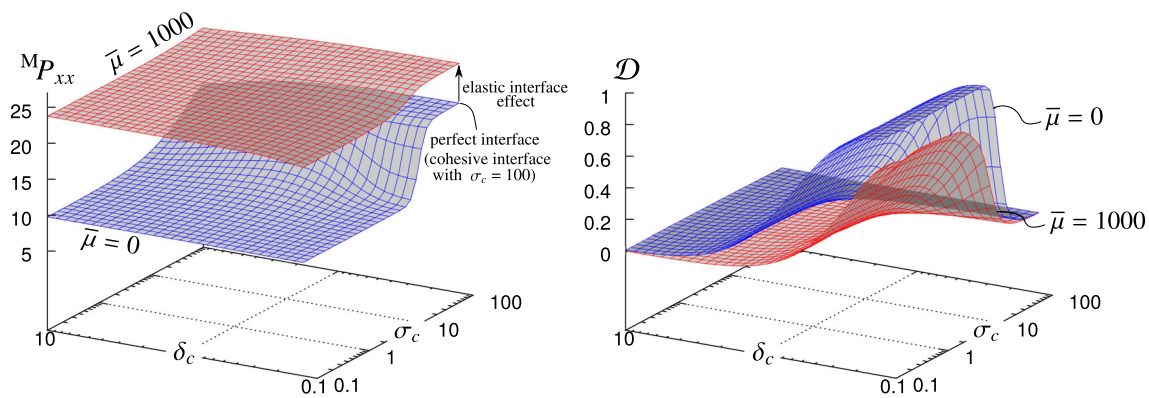 μ̄ = 1000
ᴹPₓₓ
25
20
15
10
5
μ̄ = 0
elastic interface
effect
perfect interface
(cohesive interface
with σ_c = 100)
10
δ_c
0.1
0.1
1
σ_c
10
100
𝒟
1
0.8
0.6
0.4
0.2
0
μ̄ = 0
μ̄ = 1000
10
δ_c
0.1
0.1
1
σ_c
10
100